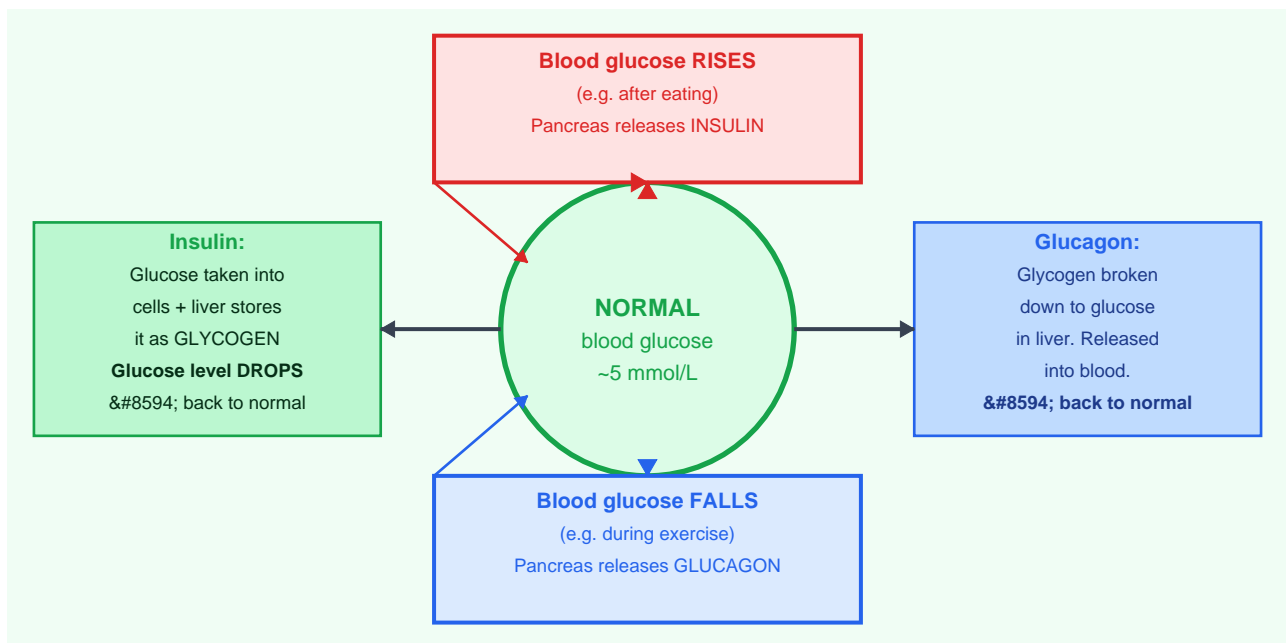 Blood glucose RISES
(e.g. after eating)
Pancreas releases INSULIN
Insulin:
Glucose taken into
cells + liver stores
it as GLYCOGEN
Glucose level DROPS
&#8594; back to normal
NORMAL
blood glucose
~5 mmol/L
Glucagon:
Glycogen broken
down to glucose
in liver. Released
into blood.
&#8594; back to normal
Blood glucose FALLS
(e.g. during exercise)
Pancreas releases GLUCAGON